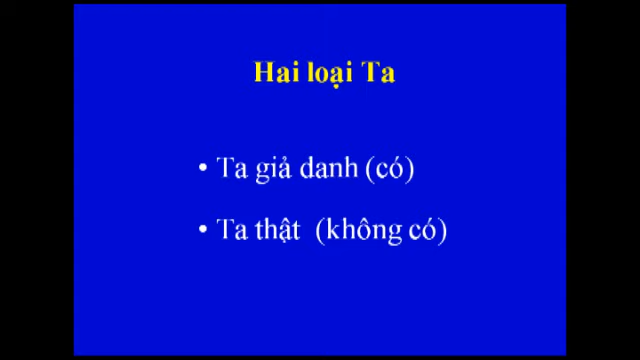 Hai loại Ta
• Ta giả danh (có)
• Ta thật (không có)